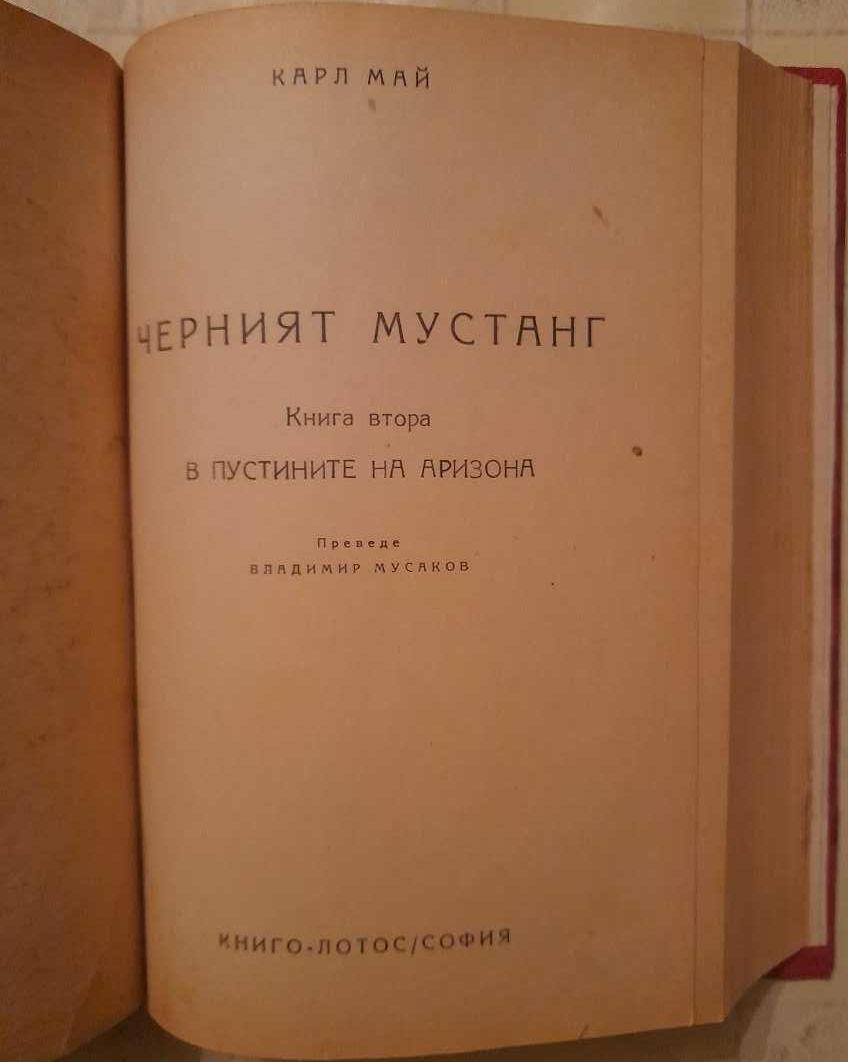 КАРЛ МАЙ
ЧЕРНИЯТ МУСТАНГ
Книга втора
В ПУСТИНИТЕ НА АРИЗОНА
Преведе
ВЛАДИМИР МУСАКОВ
КНИГО-ЛОТОС/СОФИЯ